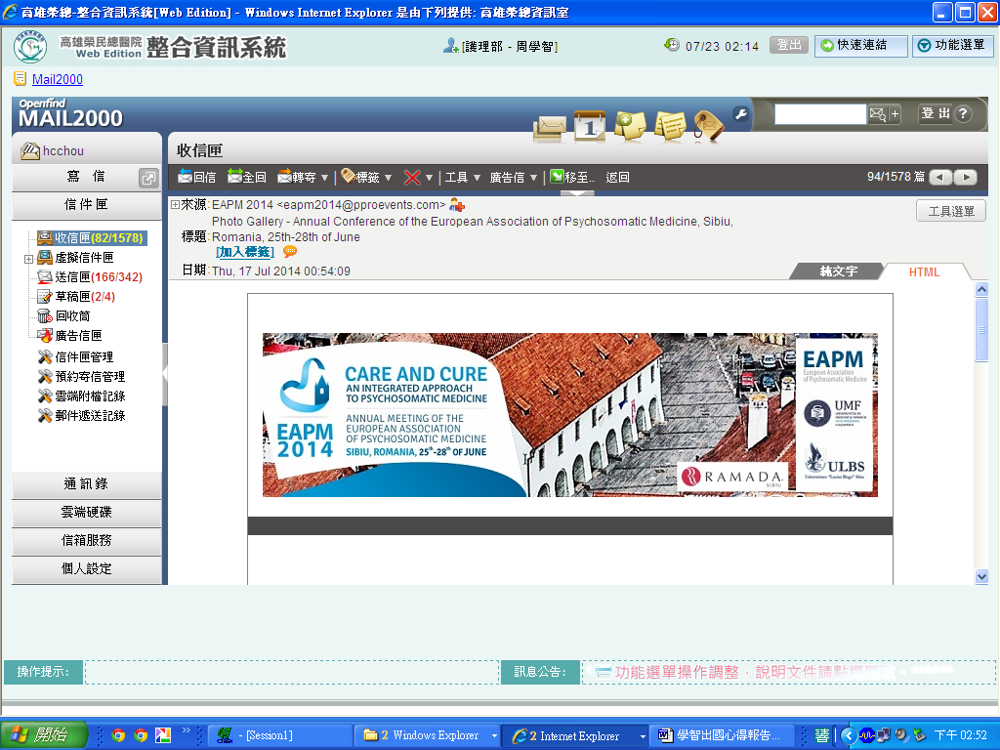 高雄榮總-整合資訊系統[Web Edition] - Windows Internet Explorer 是由下列提供: 高雄榮總資訊室
高雄榮民總醫院
Web Edition
整合資訊系統
[護理部 - 周學智]
07/23 02:14
登出
快速連結
功能選單
Mail2000
Openfind
MAIL2000
1
登出
?
hcchou
收信匣
寫 信
回信
全回
轉寄
標籤
工具
廣告信
移至..
返回
94/1578 篇
信件匣
來源: EAPM 2014 <eapm2014@pproevents.com>
工具選單
標題: Photo Gallery - Annual Conference of the European Association of Psychosomatic Medicine, Sibiu,
Romania, 25th-28th of June
[加入標籤]
日期: Thu, 17 Jul 2014 00:54:09
純文字
HTML
收信匣(82/1578)
虛擬信件匣
送信匣(166/342)
草稿匣(2/4)
回收筒
廣告信匣
信件匣管理
預約寄信管理
雲端附檔記錄
郵件遞送記錄
通訊錄
雲端硬碟
信箱服務
個人設定
CARE AND CURE
AN INTEGRATED APPROACH
TO PSYCHOSOMATIC MEDICINE
EAPM
2014
ANNUAL MEETING OF THE
EUROPEAN ASSOCIATION
OF PSYCHOSOMATIC MEDICINE
SIBIU, ROMANIA, 25th-28th OF JUNE
EAPM
European Association
of Psychosomatic Medicine
UMF
ULBS
Universitatea "Lucian Blaga" Sibiu
RAMADA
SIBIU
操作提示:
訊息公告:
功能選單操作調整，說明文件請點選
開始
- [Session1]
2 Windows Explorer
2 Internet Explorer
學智出國心得報告...
下午 02:52